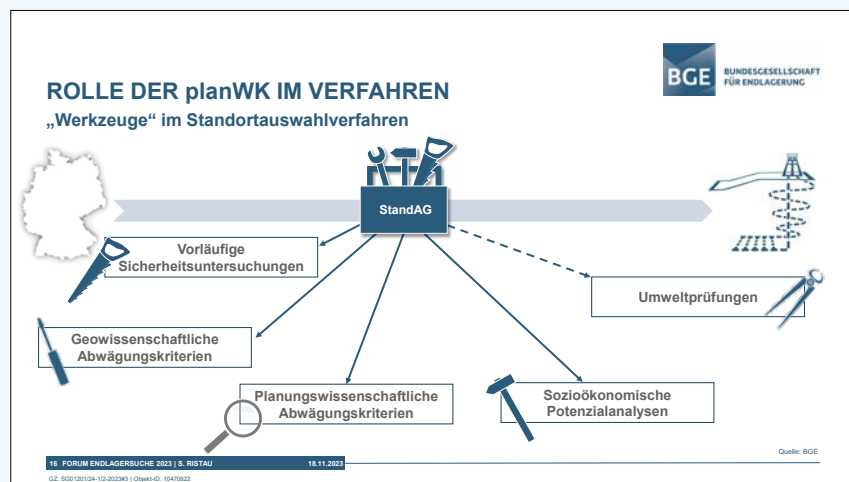 BGE
BUNDESGESELLSCHAFT
FÜR ENDLAGERUNG
ROLLE DER planWK IM VERFAHREN
„Werkzeuge“ im Standortauswahlverfahren
StandAG
Vorläufige
Sicherheitsuntersuchungen
Umweltprüfungen
Geowissenschaftliche
Abwägungskriterien
Planungswissenschaftliche
Abwägungskriterien
Sozioökonomische
Potenzialanalysen
Quelle: BGE
16 FORUM ENDLAGERSUCHE 2023 | S. RISTAU 18.11.2023
GZ: SG01201/24-1/2-2023#3 | Objekt-ID: 10470622